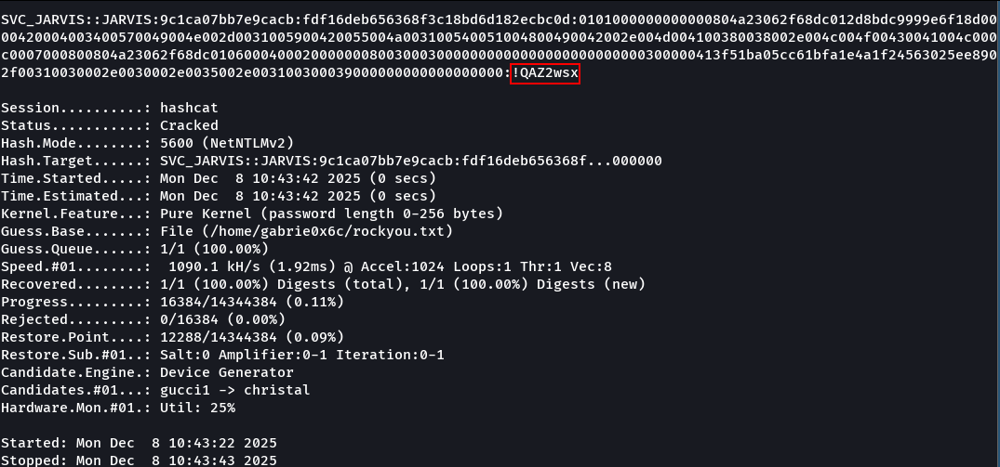 SVC_JARVIS::JARVIS:9c1ca07bb7e9cacb:fdf16deb656368f3c18bd6d182ecbc0d:0101000000000000804a23062f68dc012d8bdc9999e6f18d00
000420004003400570049004e002d00310059004200550004a00310054005100480049004 2002e004d004100380038002e004c004f00430041004c000
c0007000800804a23062f68dc01060004000200000008003000300000000000000000000000003000000413f51ba05cc61bfa1e4a1f24563025ee890
2f00310030002e0030002e0035002e003100300039000000000000000000:!QAZ2wsx
Session..........: hashcat
Status...........: Cracked
Hash.Mode........: 5600 (NetNTLMv2)
Hash.Target......: SVC_JARVIS::JARVIS:9c1ca07bb7e9cacb:fdf16deb656368f...000000
Time.Started.....: Mon Dec  8 10:43:42 2025 (0 secs)
Time.Estimated...: Mon Dec  8 10:43:42 2025 (0 secs)
Kernel.Feature...: Pure Kernel (password length 0-256 bytes)
Guess.Base.......: File (/home/gabrie0x6c/rockyou.txt)
Guess.Queue......: 1/1 (100.00%)
Speed.#01........:  1090.1 kH/s (1.92ms) @ Accel:1024 Loops:1 Thr:1 Vec:8
Recovered........: 1/1 (100.00%) Digests (total), 1/1 (100.00%) Digests (new)
Progress.........: 16384/14344384 (0.11%)
Rejected.........: 0/16384 (0.00%)
Restore.Point....: 12288/14344384 (0.09%)
Restore.Sub.#01..: Salt:0 Amplifier:0-1 Iteration:0-1
Candidate.Engine.: Device Generator
Candidates.#01...: gucci1 -> christal
Hardware.Mon.#01.: Util: 25%
Started: Mon Dec  8 10:43:22 2025
Stopped: Mon Dec  8 10:43:43 2025